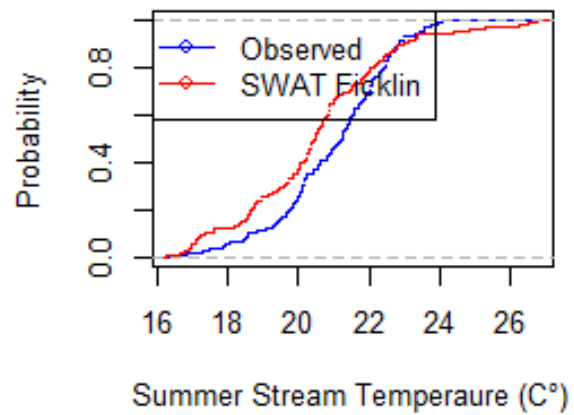 Observed
SWAT Ficklin
Probability
0.0 0.4 0.8
16 18 20 22 24 26
Summer Stream Temperaure (C°)